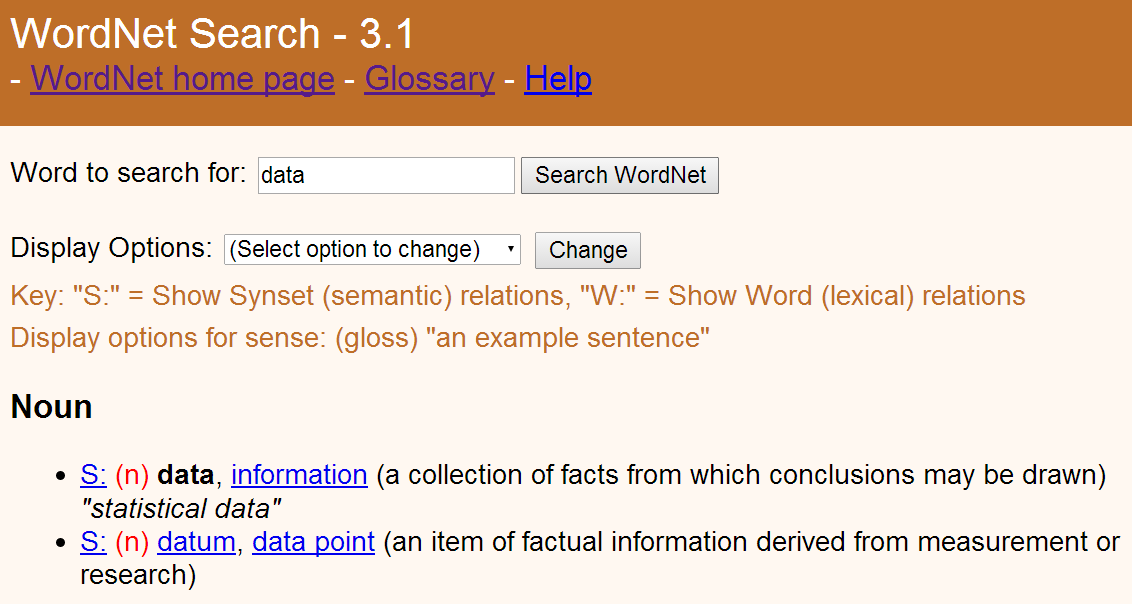 WordNet Search - 3.1
- WordNet home page - Glossary - Help
Word to search for: data Search WordNet
Display Options: (Select option to change) Change
Key: "S:" = Show Synset (semantic) relations, "W:" = Show Word (lexical) relations
Display options for sense: (gloss) "an example sentence"
Noun
• S: (n) data, information (a collection of facts from which conclusions may be drawn)
"statistical data"
• S: (n) datum, data point (an item of factual information derived from measurement or
research)